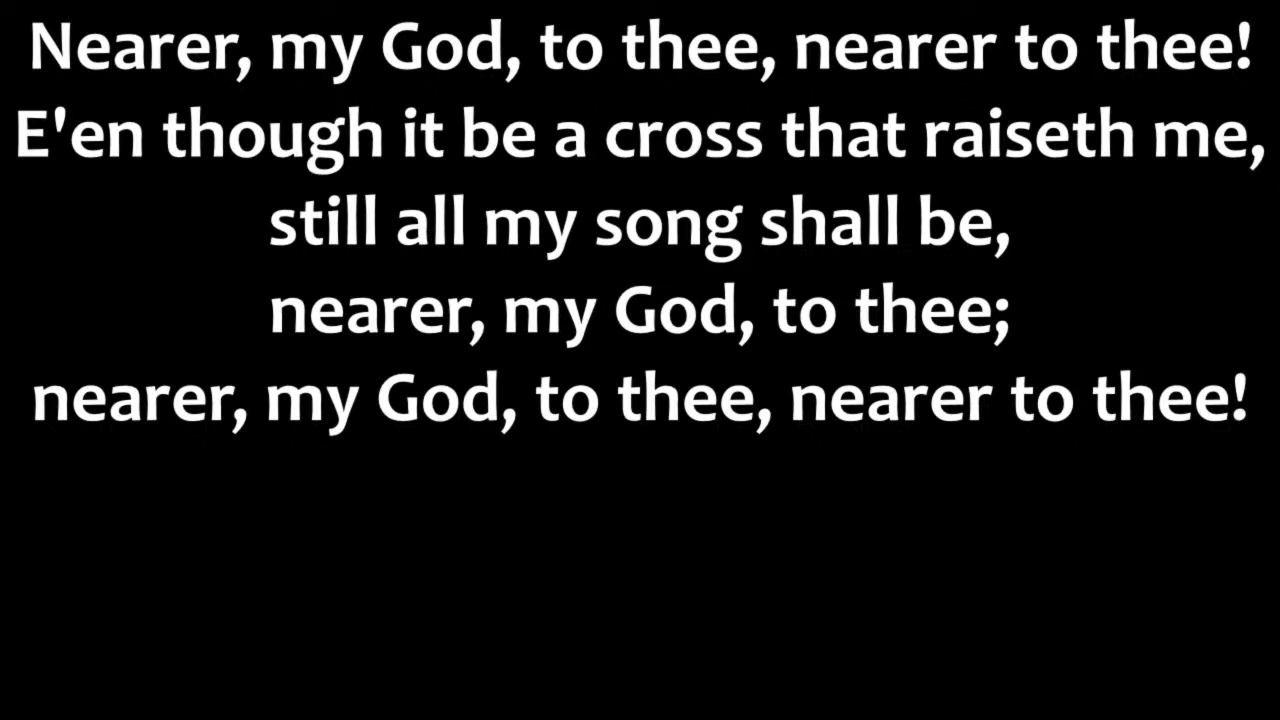 Nearer, my God, to thee, nearer to thee!
E'en though it be a cross that raiseth me,
still all my song shall be,
nearer, my God, to thee;
nearer, my God, to thee, nearer to thee!